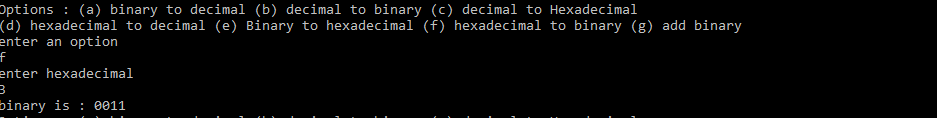 Options : (a) binary to decimal (b) decimal to binary (c) decimal to Hexadecimal
(d) hexadecimal to decimal (e) Binary to hexadecimal (f) hexadecimal to binary (g) add binary
enter an option
f
enter hexadecimal
3
binary is : 0011